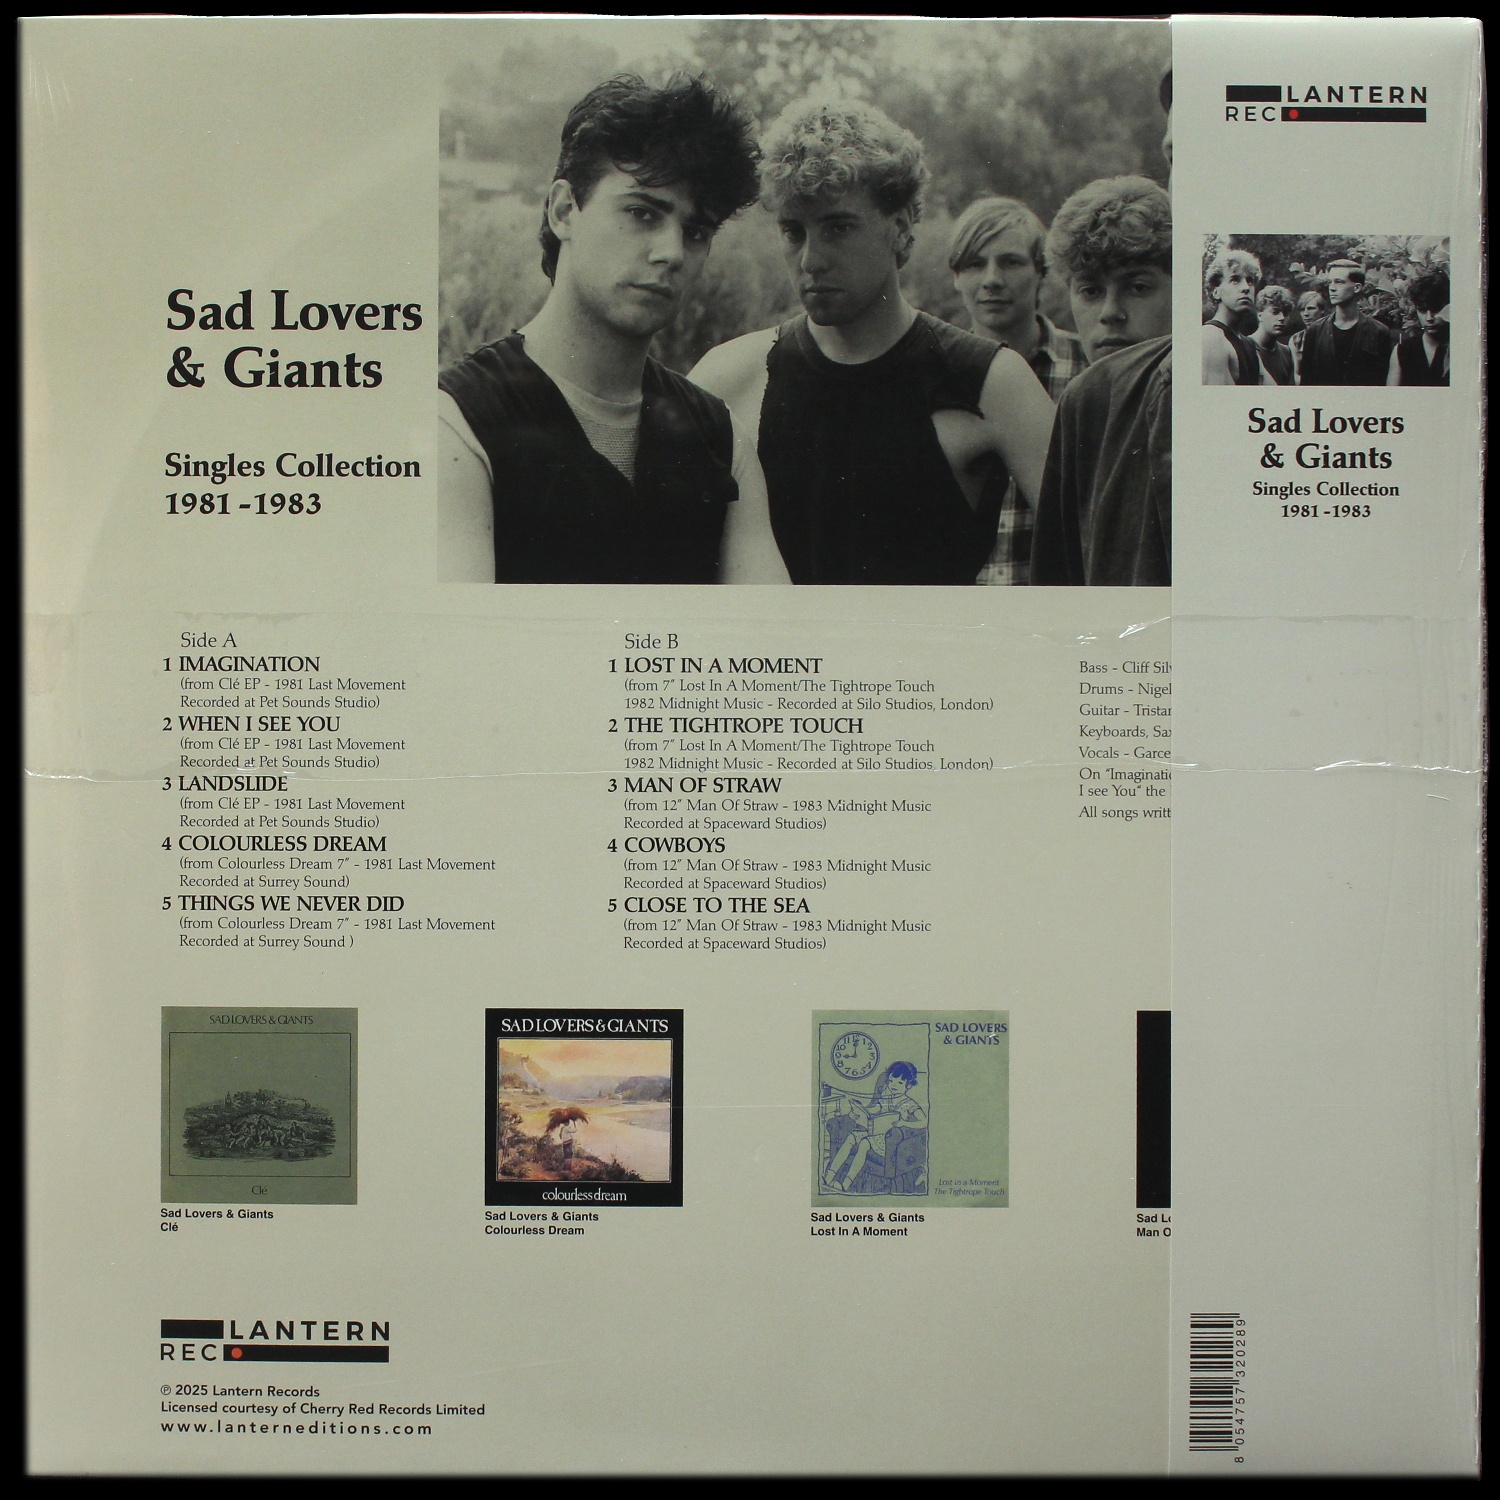 Sad Lovers
& Giants
Singles Collection
1981-1983
Side A
1 IMAGINATION
(from Clé EP - 1981 Last Movement
Recorded at Pet Sounds Studio)
2 WHEN I SEE YOU
(from Clé EP - 1981 Last Movement
Recorded at Pet Sounds Studio)
3 LANDSLIDE
(from Clé EP - 1981 Last Movement
Recorded at Pet Sounds Studio)
4 COLOURLESS DREAM
(from Colourless Dream 7" - 1981 Last Movement
Recorded at Surrey Sound)
5 THINGS WE NEVER DID
(from Colourless Dream 7" - 1981 Last Movement
Recorded at Surrey Sound )
Side B
1 LOST IN A MOMENT
(from 7" Lost In A Moment/The Tightrope Touch
1982 Midnight Music - Recorded at Silo Studios, London)
2 THE TIGHTROPE TOUCH
(from 7" Lost In A Moment/The Tightrope Touch
1982 Midnight Music - Recorded at Silo Studios, London)
3 MAN OF STRAW
(from 12" Man Of Straw - 1983 Midnight Music
Recorded at Spaceward Studios)
4 COWBOYS
(from 12" Man Of Straw - 1983 Midnight Music
Recorded at Spaceward Studios)
5 CLOSE TO THE SEA
(from 12" Man Of Straw - 1983 Midnight Music
Recorded at Spaceward Studios)
Bass - Cliff
Drums -
Guitar -
Keyboards,
Vocals -
On
I see You" the
All songs
SAD LOVERS & GIANTS
Clé
Sad Lovers & Giants
Clé
SAD LOVERS & GIANTS
colourless dream
Sad Lovers & Giants
Colourless Dream
SAD LOVERS
& GIANTS
Lost in a Moment
The Tightrope Touch
Sad Lovers & Giants
Lost In A Moment
Sad
Man
LANTERN
REC
℗ 2025 Lantern Records
Licensed courtesy of Cherry Red Records Limited
www.lanterneditions.com
LANTERN
REC
Sad Lovers
& Giants
Singles Collection
1981-1983
8 054757 320289